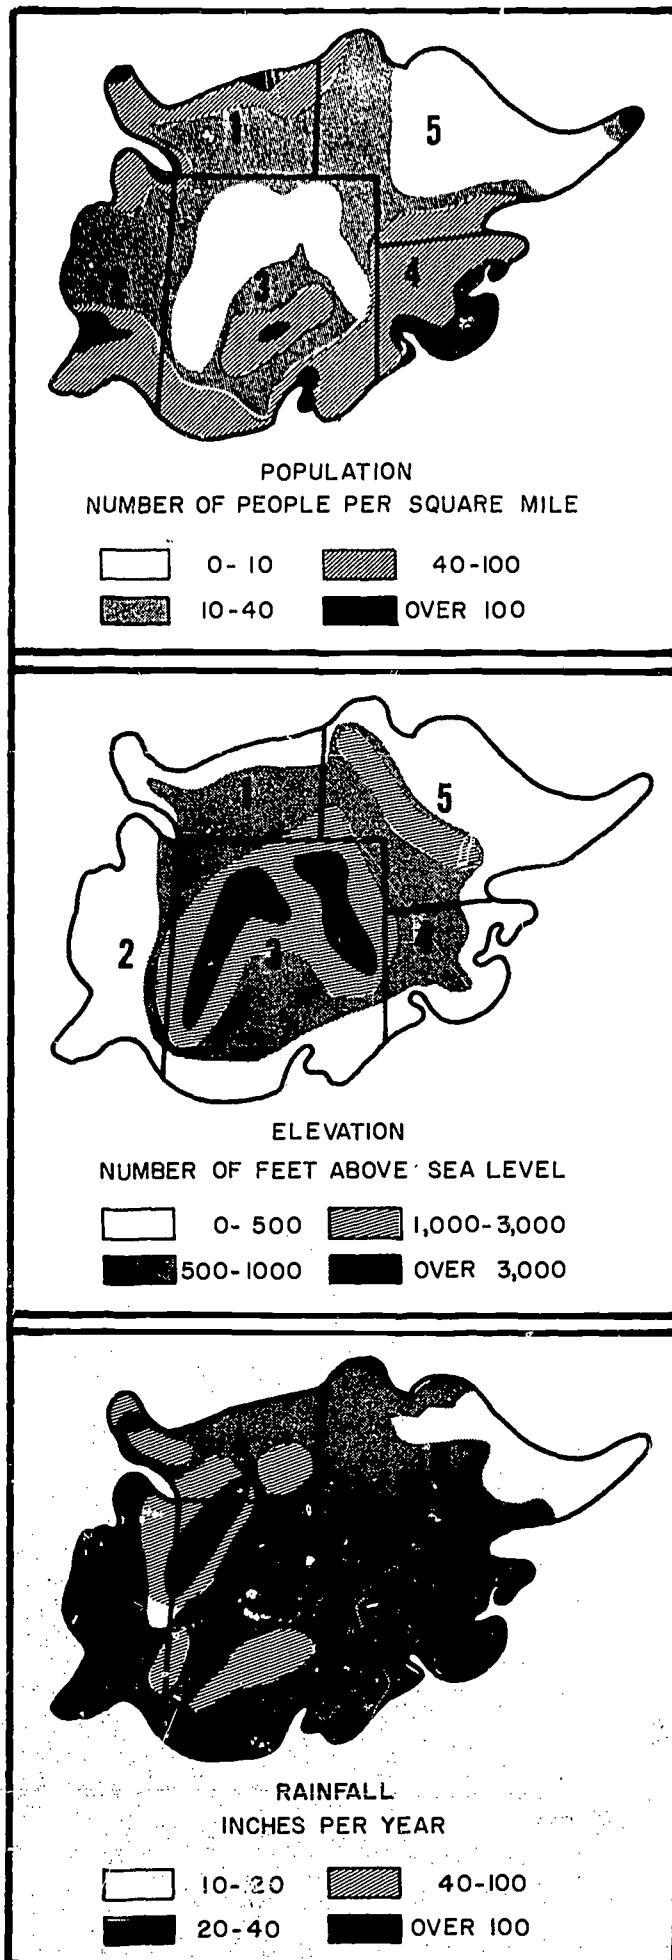 1
5
2
3
4
POPULATION
NUMBER OF PEOPLE PER SQUARE MILE
0-10 40-100
10-40 OVER 100
1
5
2
3
4
ELEVATION
NUMBER OF FEET ABOVE SEA LEVEL
0-500 1,000-3,000
500-1000 OVER 3,000
RAINFALL
INCHES PER YEAR
10-20 40-100
20-40 OVER 100